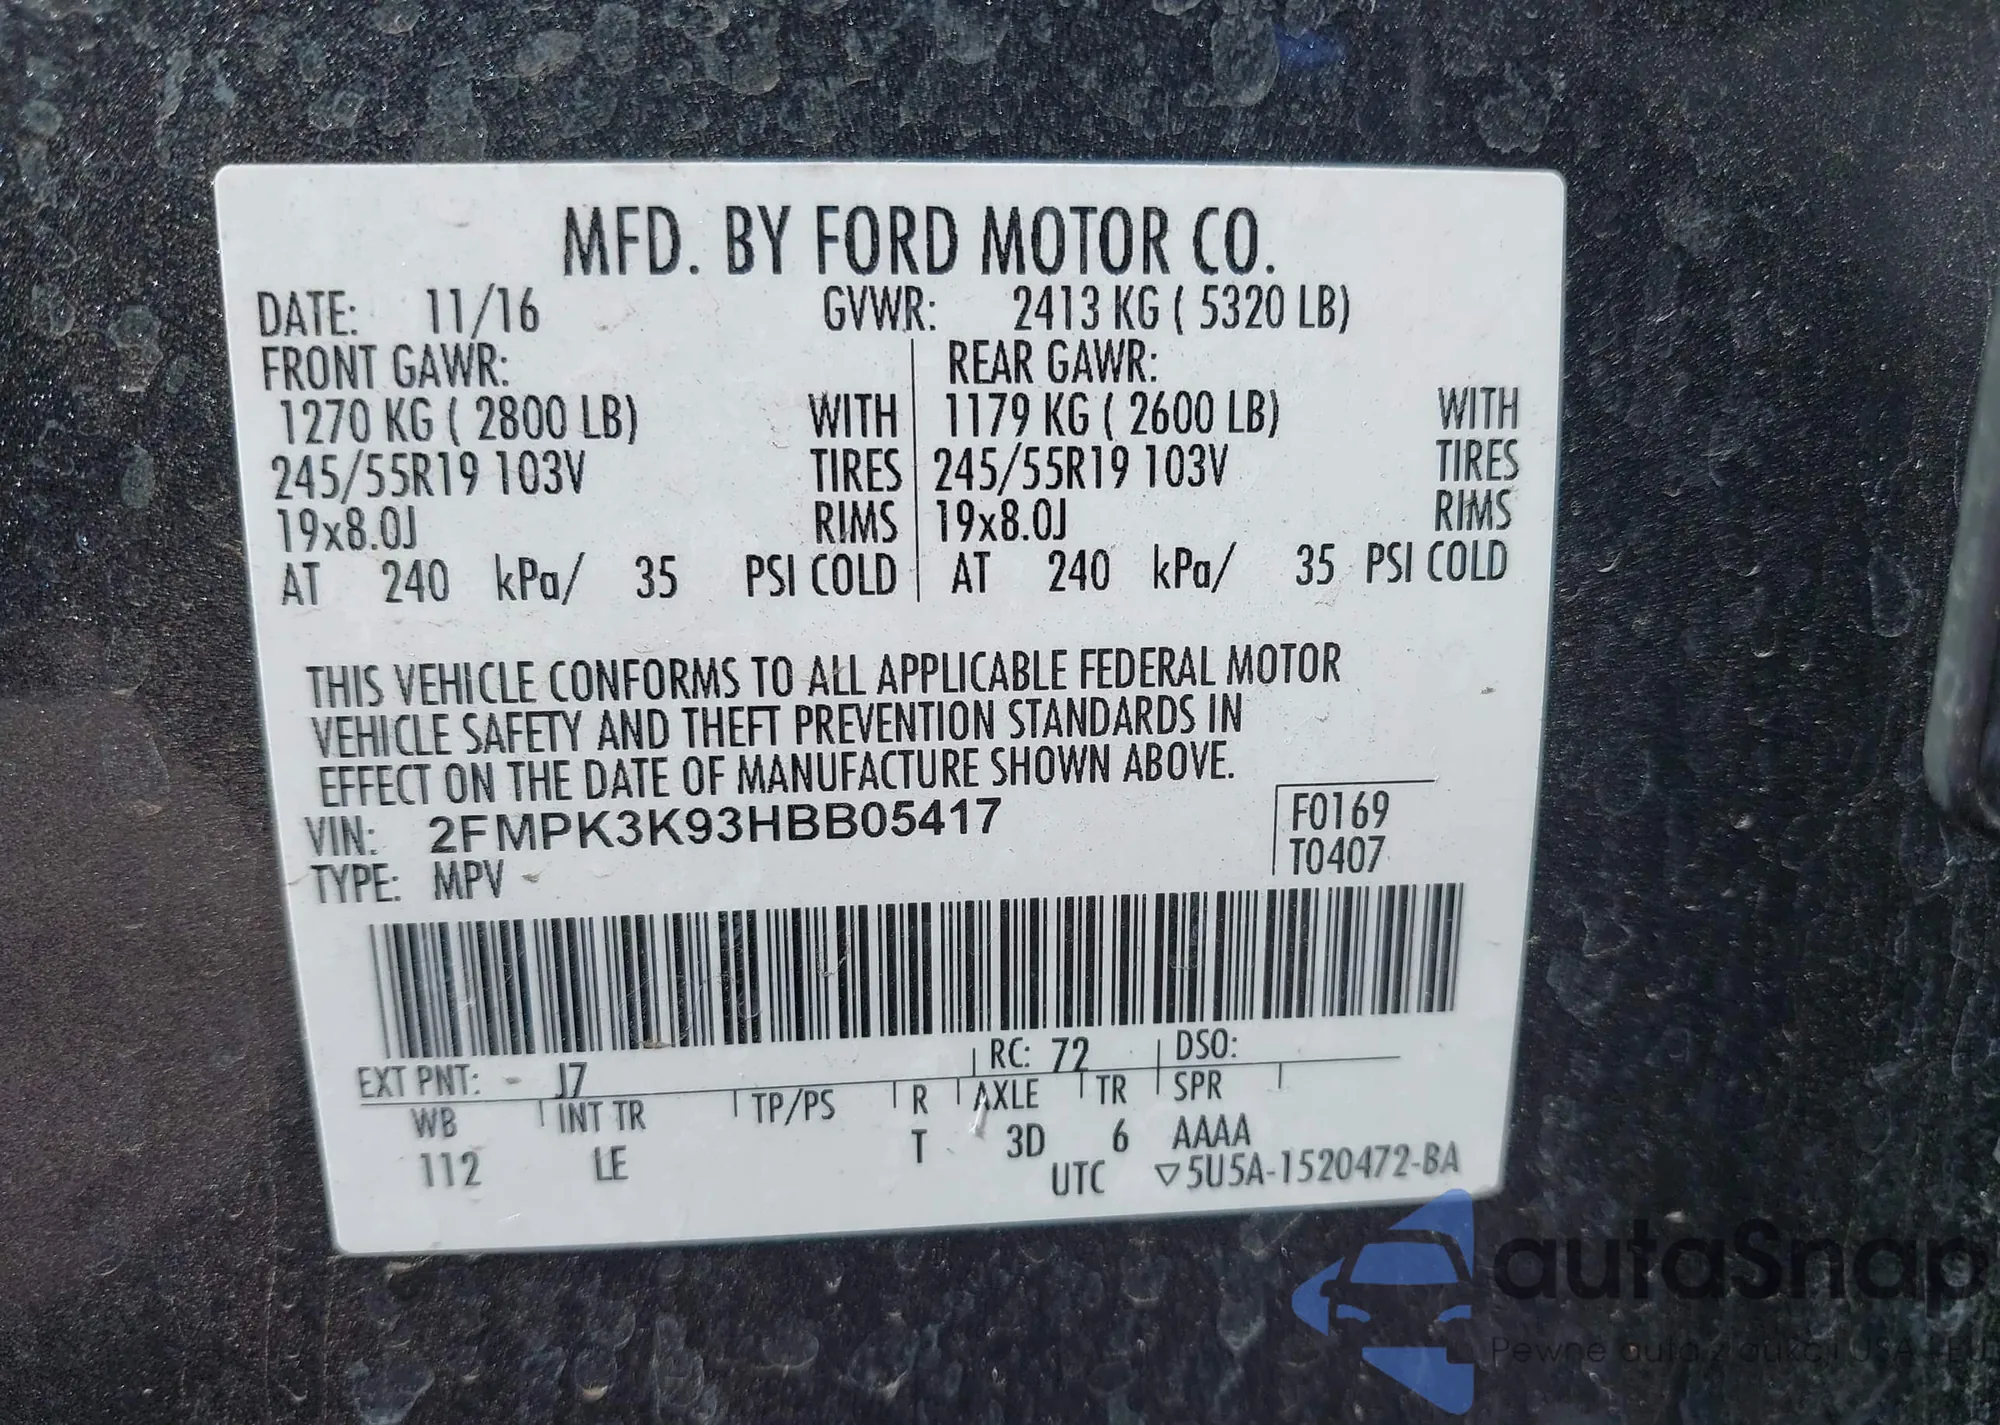 MFD. BY FORD MOTOR CO.
DATE: 11/16 GVWR: 2413 KG ( 5320 LB)
FRONT GAWR: REAR GAWR:
1270 KG ( 2800 LB) WITH 1179 KG ( 2600 LB) WITH
245/55R19 103V TIRES 245/55R19 103V TIRES
19x8.0J RIMS 19x8.0J RIMS
AT 240 kPa/ 35 PSI COLD AT 240 kPa/ 35 PSI COLD
THIS VEHICLE CONFORMS TO ALL APPLICABLE FEDERAL MOTOR
VEHICLE SAFETY AND THEFT PREVENTION STANDARDS IN
EFFECT ON THE DATE OF MANUFACTURE SHOWN ABOVE.
VIN: 2FMPK3K93HBB05417 F0169
TYPE: MPV T0407
EXT PNT: J7 RC: 72 DSO:
WB INT TR TP/PS R AXLE TR SPR
112 LE T 3D 6 AAAA
UTC ▽5U5A-1520472-BA
autaSnap
Pewne auta z aukcji USA i EU